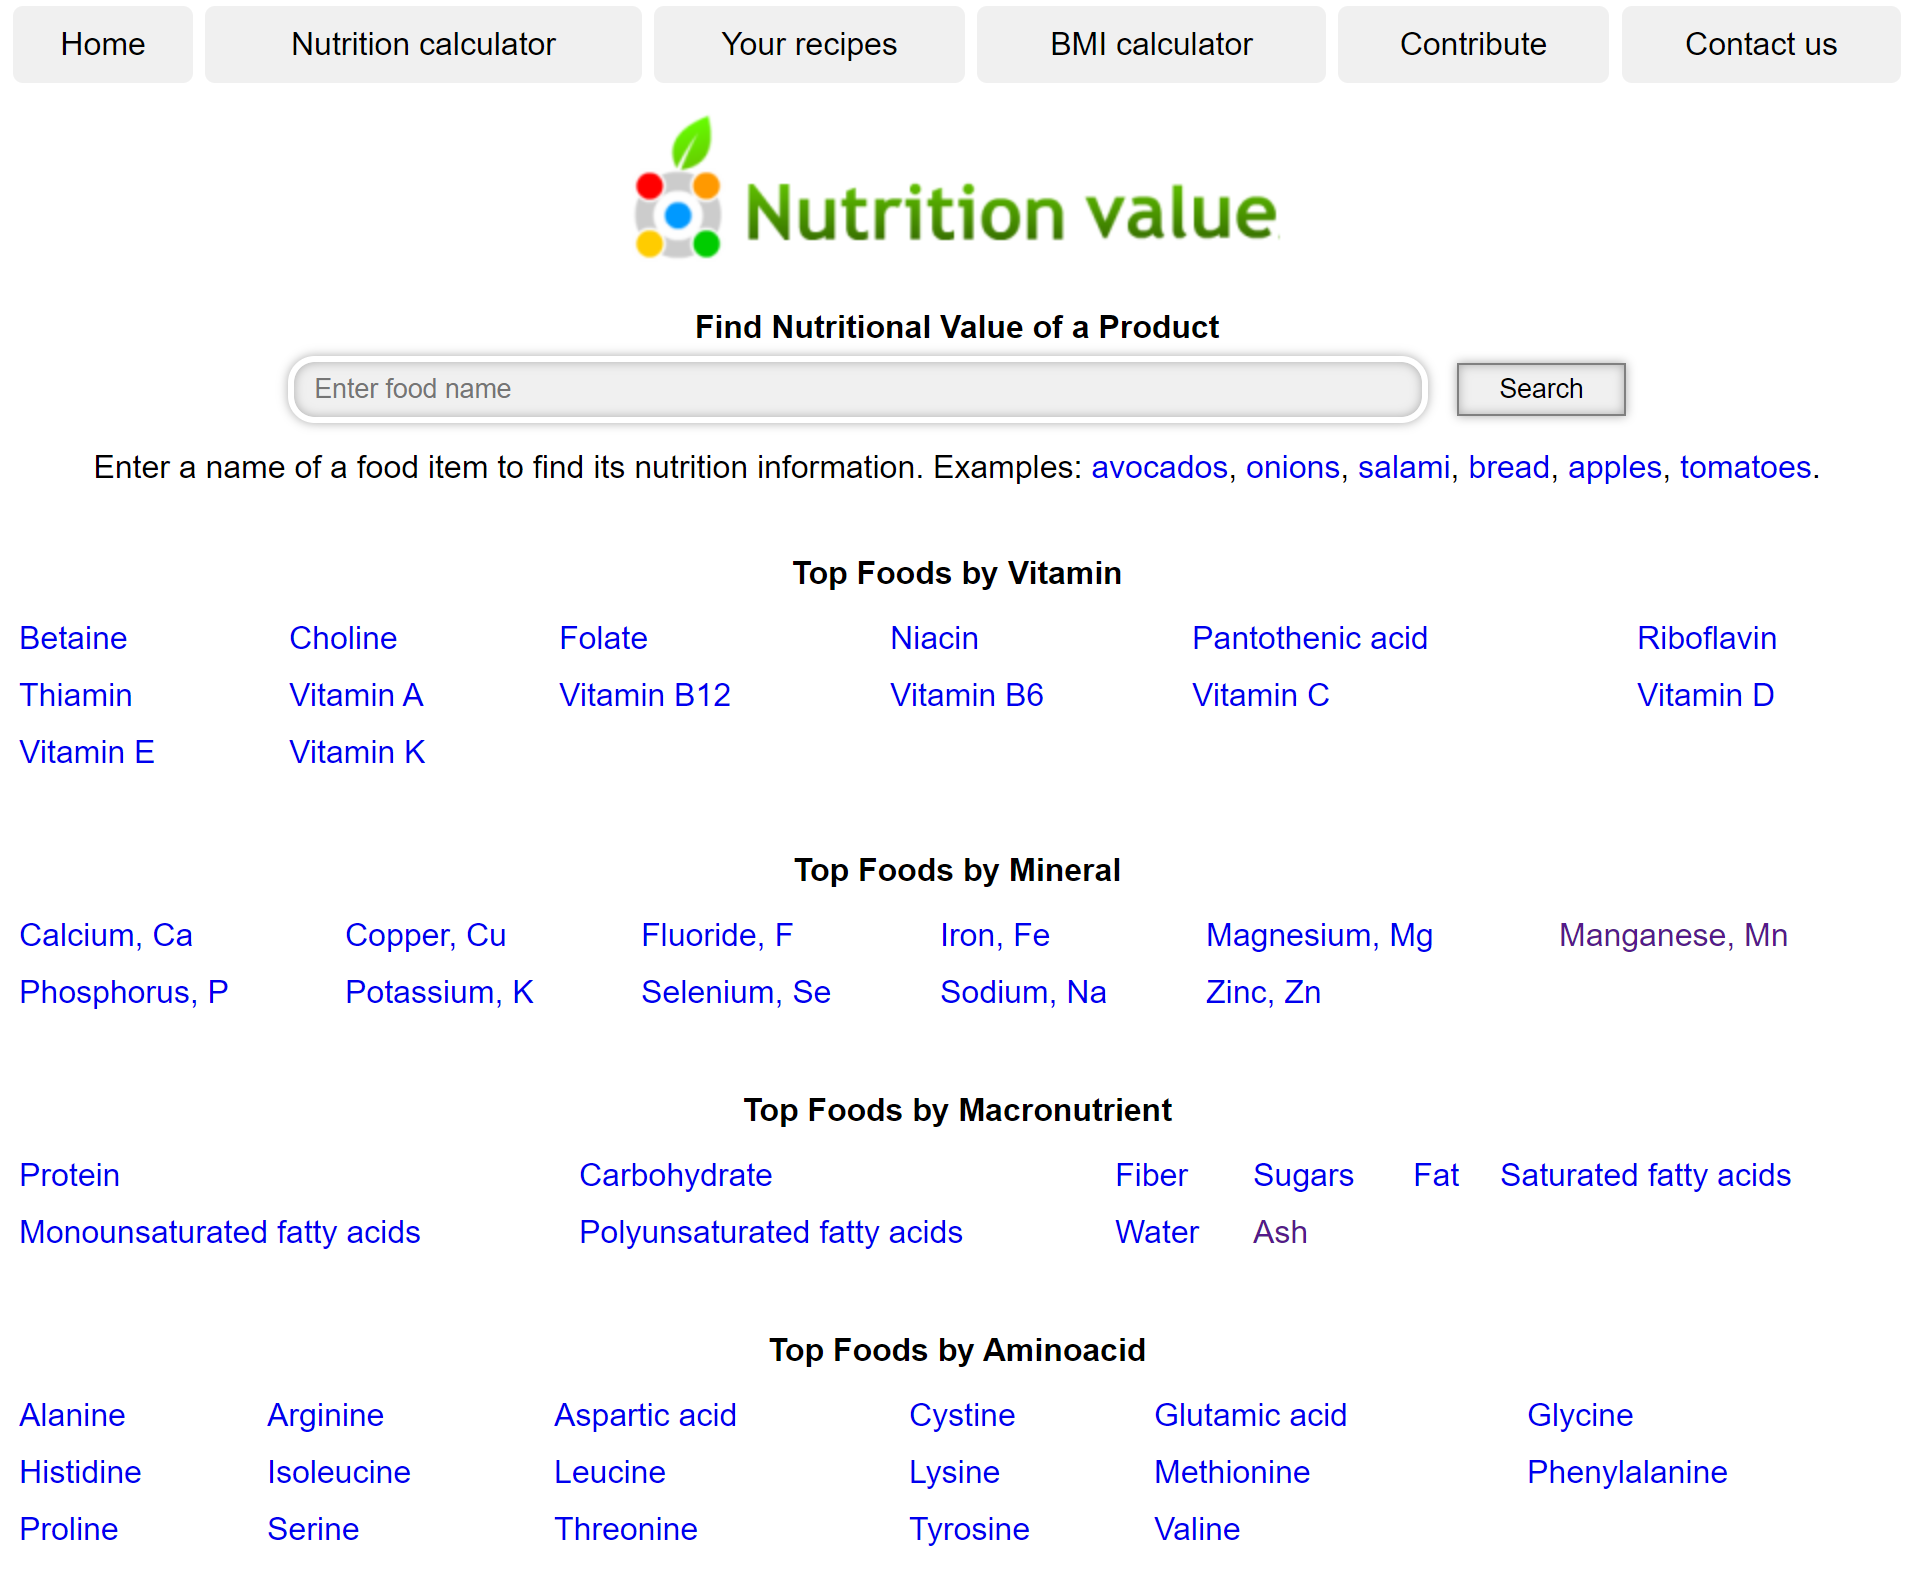 Home Nutrition calculator Your recipes BMI calculator Contribute Contact us
Nutrition value
Find Nutritional Value of a Product
Enter food name Search
Enter a name of a food item to find its nutrition information. Examples: avocados, onions, salami, bread, apples, tomatoes.
Top Foods by Vitamin
Betaine Choline Folate Niacin Pantothenic acid Riboflavin
Thiamin Vitamin A Vitamin B12 Vitamin B6 Vitamin C Vitamin D
Vitamin E Vitamin K
Top Foods by Mineral
Calcium, Ca Copper, Cu Fluoride, F Iron, Fe Magnesium, Mg Manganese, Mn
Phosphorus, P Potassium, K Selenium, Se Sodium, Na Zinc, Zn
Top Foods by Macronutrient
Protein Carbohydrate Fiber Sugars Fat Saturated fatty acids
Monounsaturated fatty acids Polyunsaturated fatty acids Water Ash
Top Foods by Aminoacid
Alanine Arginine Aspartic acid Cystine Glutamic acid Glycine
Histidine Isoleucine Leucine Lysine Methionine Phenylalanine
Proline Serine Threonine Tyrosine Valine